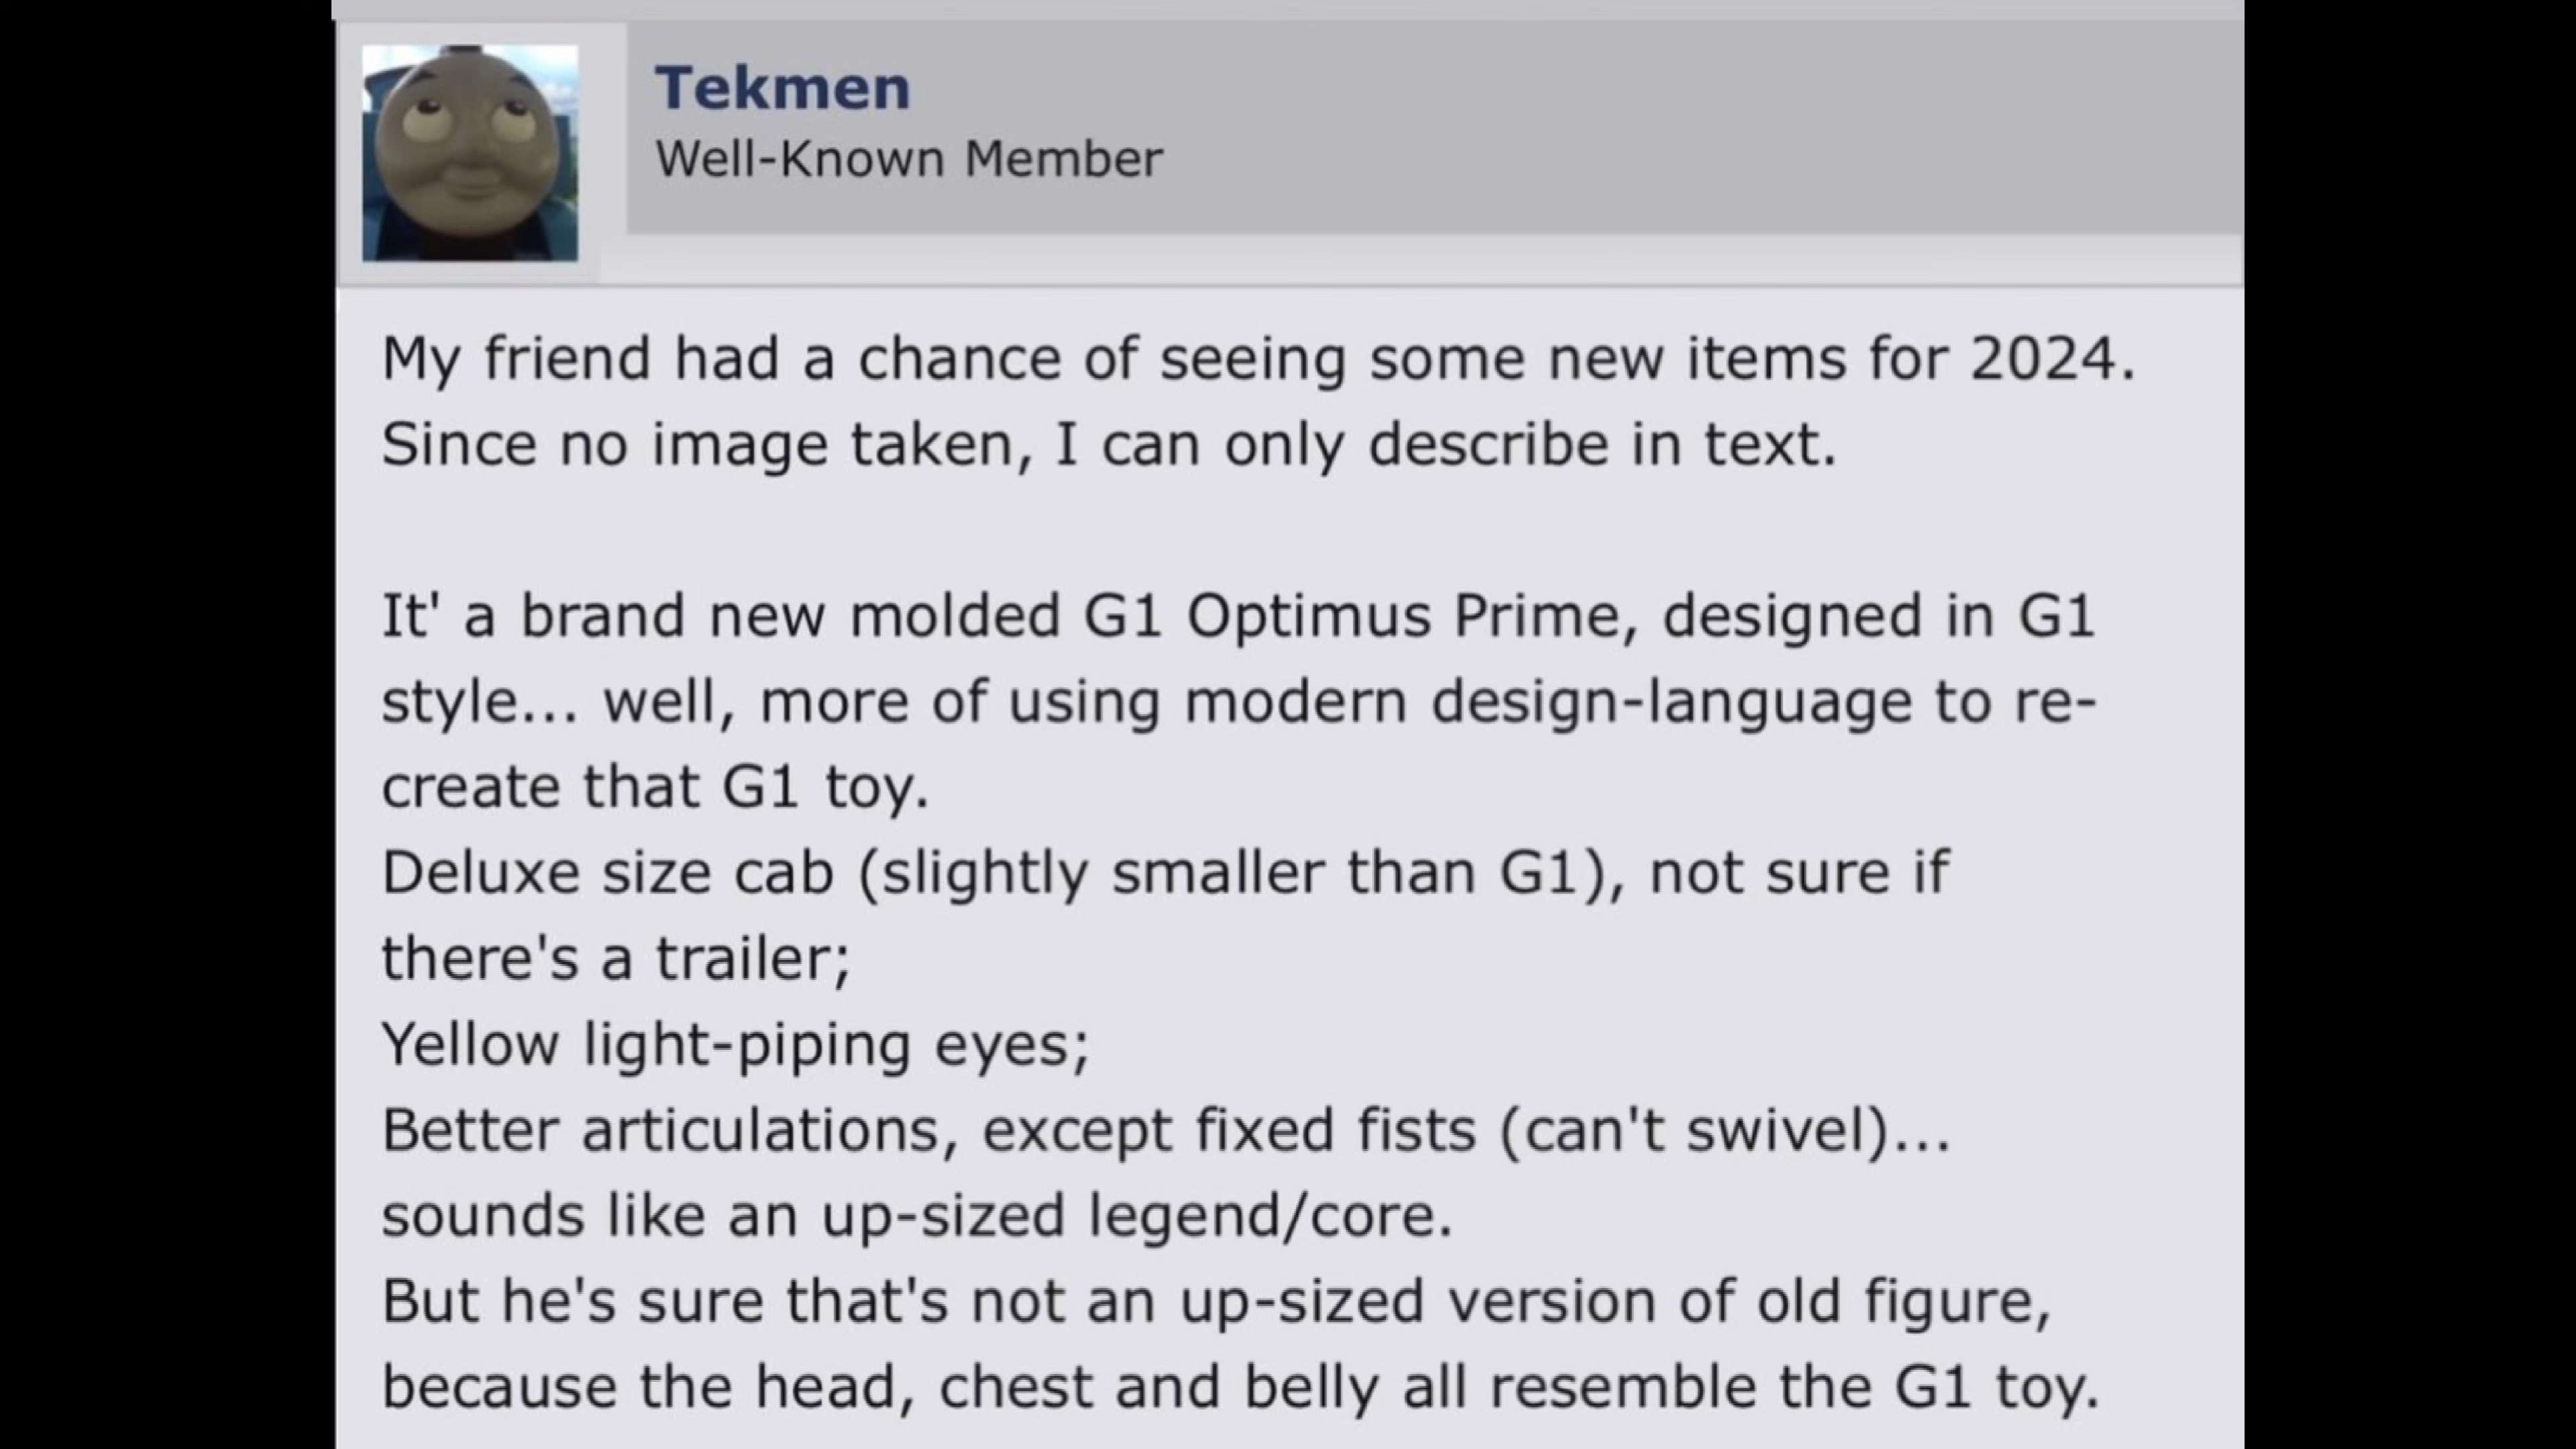 Tekmen
Well-Known Member
My friend had a chance of seeing some new items for 2024.
Since no image taken, I can only describe in text.
It' a brand new molded G1 Optimus Prime, designed in G1
style... well, more of using modern design-language to re-
create that G1 toy.
Deluxe size cab (slightly smaller than G1), not sure if
there's a trailer;
Yellow light-piping eyes;
Better articulations, except fixed fists (can't swivel)...
sounds like an up-sized legend/core.
But he's sure that's not an up-sized version of old figure,
because the head, chest and belly all resemble the G1 toy.